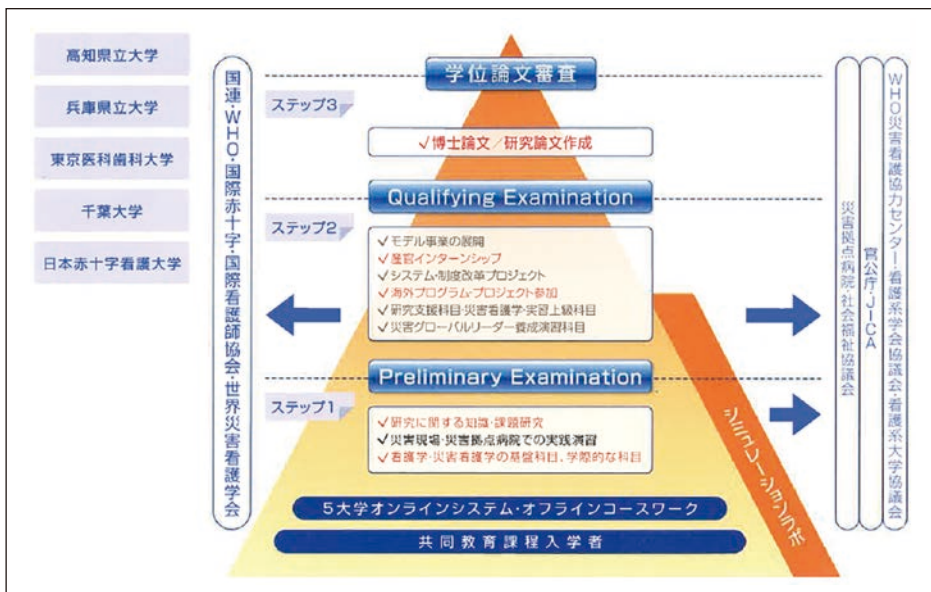 高知県立大学
兵庫県立大学
東京医科歯科大学
千葉大学
日本赤十字看護大学
国連・WHO・国際赤十字・国際看護師協会・世界災害看護学会
学位論文審査
ステップ3
✓博士論文／研究論文作成
Qualifying Examination
ステップ2
✓モデル事業の展開
✓産官インターンシップ
✓システム・制度改革プロジェクト
✓海外プログラム・プロジェクト参加
✓研究支援科目・災害看護学・実習上級科目
✓災害グローバルリーダー養成演習科目
Preliminary Examination
ステップ1
✓研究に関する知識・課題研究
✓災害現場・災害拠点病院での実践演習
✓看護学・災害看護学の基盤科目、学際的な科目
5大学オンラインシステム・オフラインコースワーク
共同教育課程入学者
シミュレーションラボ
災害拠点病院・社会福祉協議会
官公庁・JICA
WHO災害看護協力センター・看護系学会協議会・看護系大学協議会